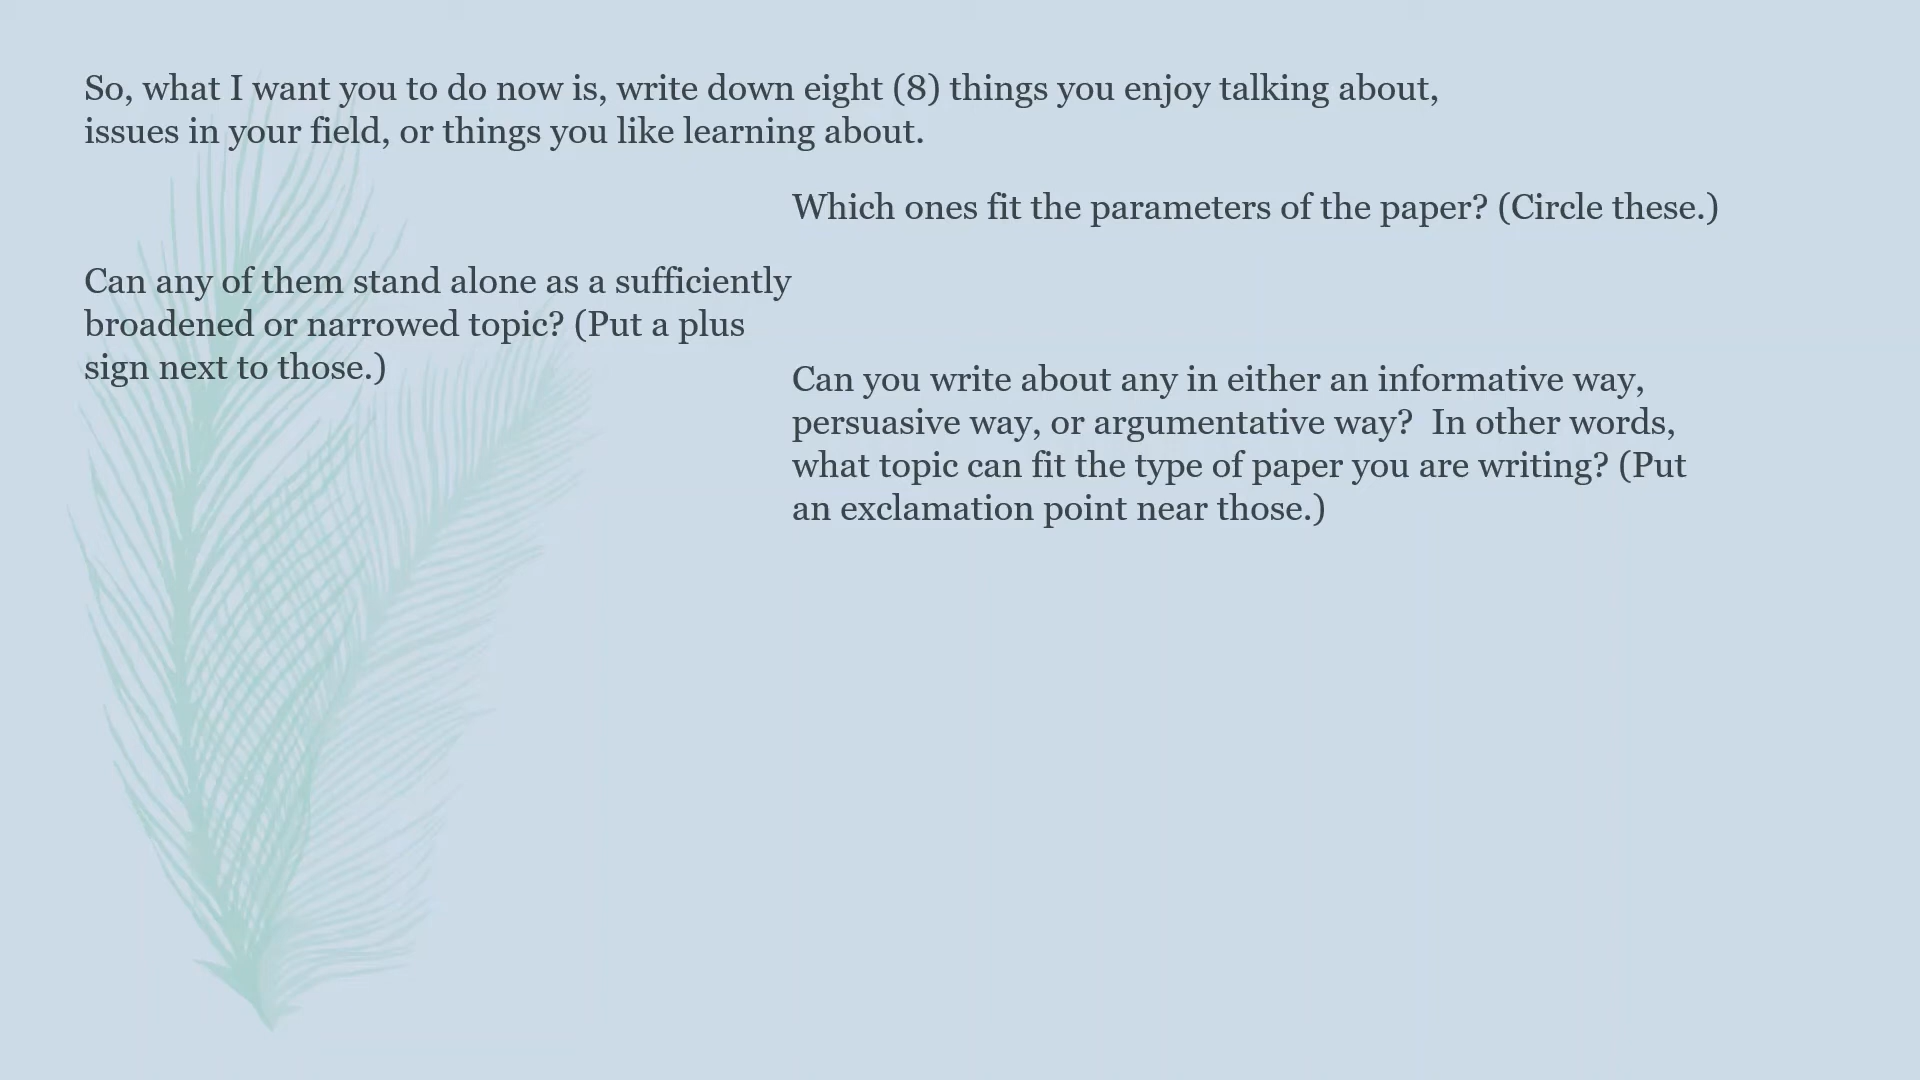 So, what I want you to do now is, write down eight (8) things you enjoy talking about,
issues in your field, or things you like learning about.
Which ones fit the parameters of the paper? (Circle these.)
Can any of them stand alone as a sufficiently
broadened or narrowed topic? (Put a plus
sign next to those.)
Can you write about any in either an informative way,
persuasive way, or argumentative way?  In other words,
what topic can fit the type of paper you are writing? (Put
an exclamation point near those.)